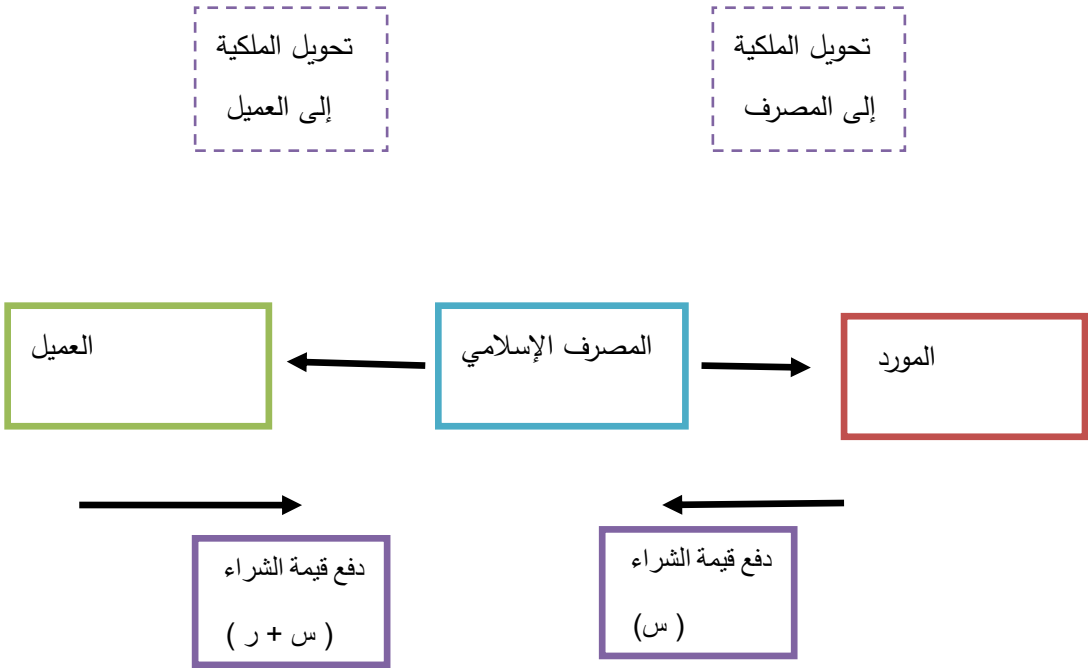 تحويل الملكية
إلى المصرف
تحويل الملكية
إلى العميل
المورد
المصرف الإسلامي
العميل
دفع قيمة الشراء
(س )
دفع قيمة الشراء
( س + ر )